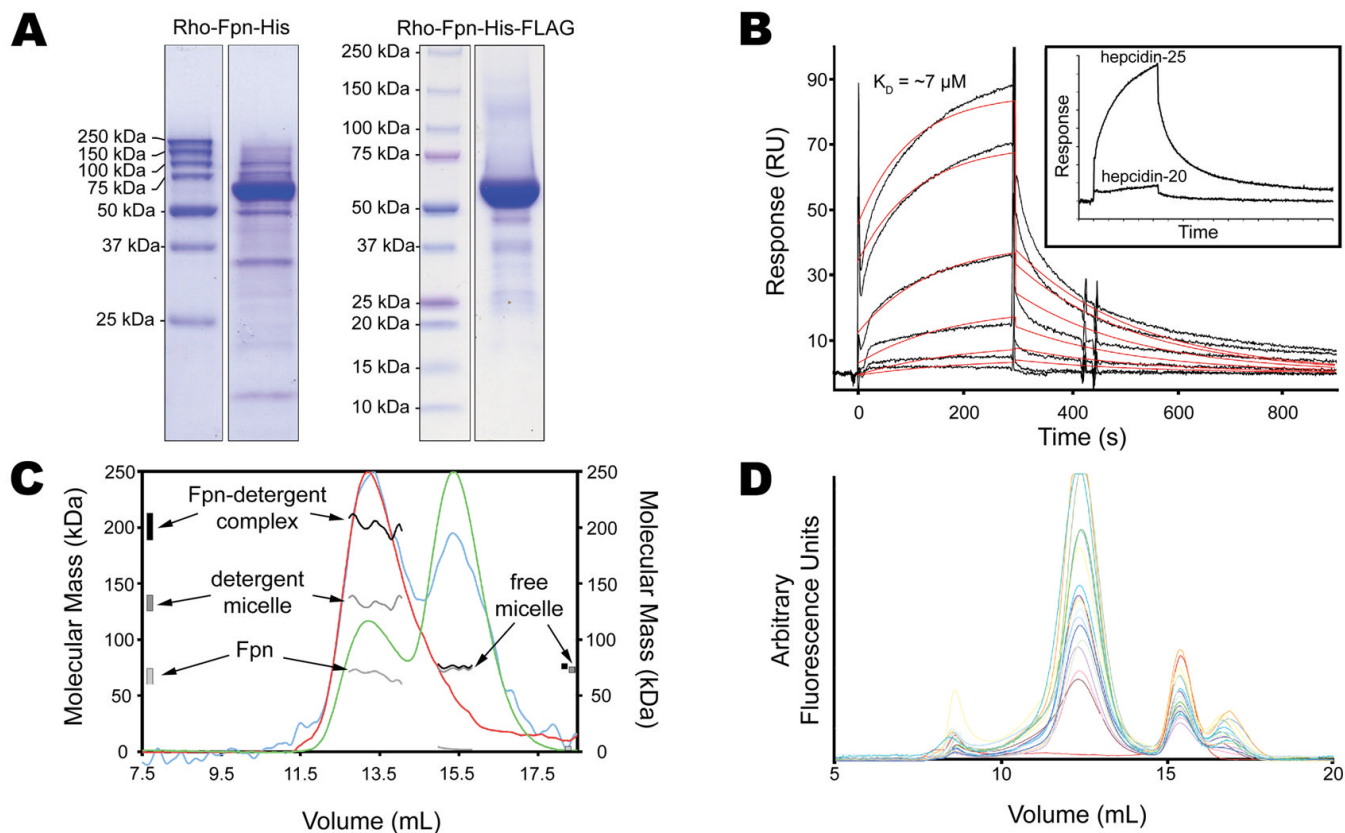 A
Rho-Fpn-His
250 kDa
150 kDa
100 kDa
75 kDa
50 kDa
37 kDa
25 kDa
Rho-Fpn-His-FLAG
250 kDa
150 kDa
100 kDa
75 kDa
50 kDa
37 kDa
25 kDa
20 kDa
15 kDa
10 kDa
B
K_D = ~7 µM
Response (RU)
90
70
50
30
10
0
200
400
600
800
Time (s)
hepcidin-25
hepcidin-20
Response
Time
C
Molecular Mass (kDa)
250
200
150
100
50
0
Fpn-detergent
complex
detergent
micelle
Fpn
free
micelle
250
200
150
100
50
0
Molecular Mass (kDa)
7.5
9.5
11.5
13.5
15.5
17.5
Volume (mL)
D
Arbitrary
Fluorescence Units
5
10
15
20
Volume (mL)